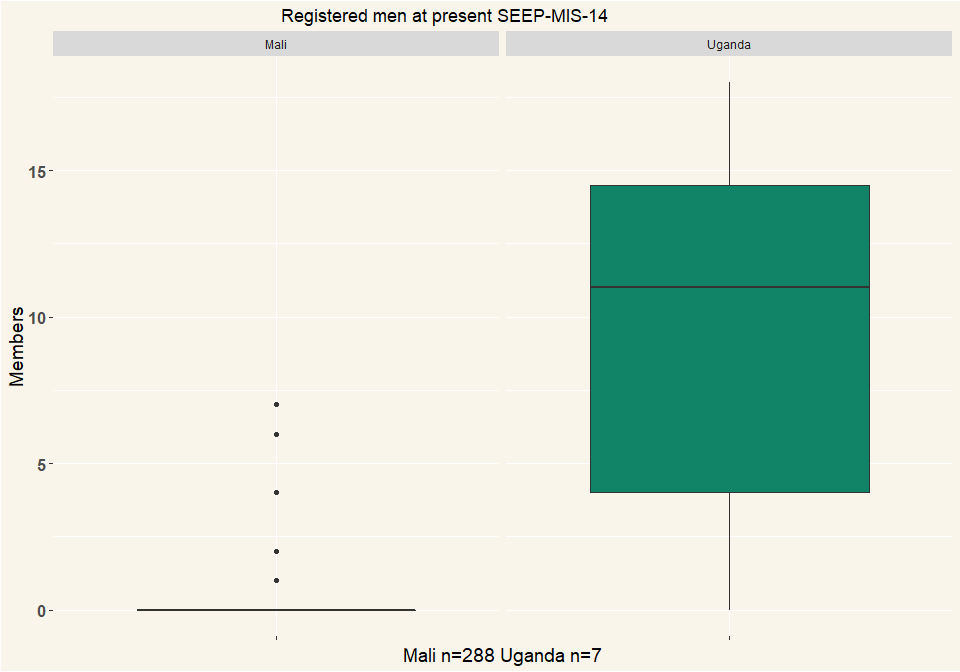 Registered men at present SEEP-MIS-14
Mali
Uganda
Members
15
10
5
0
Mali n=288 Uganda n=7